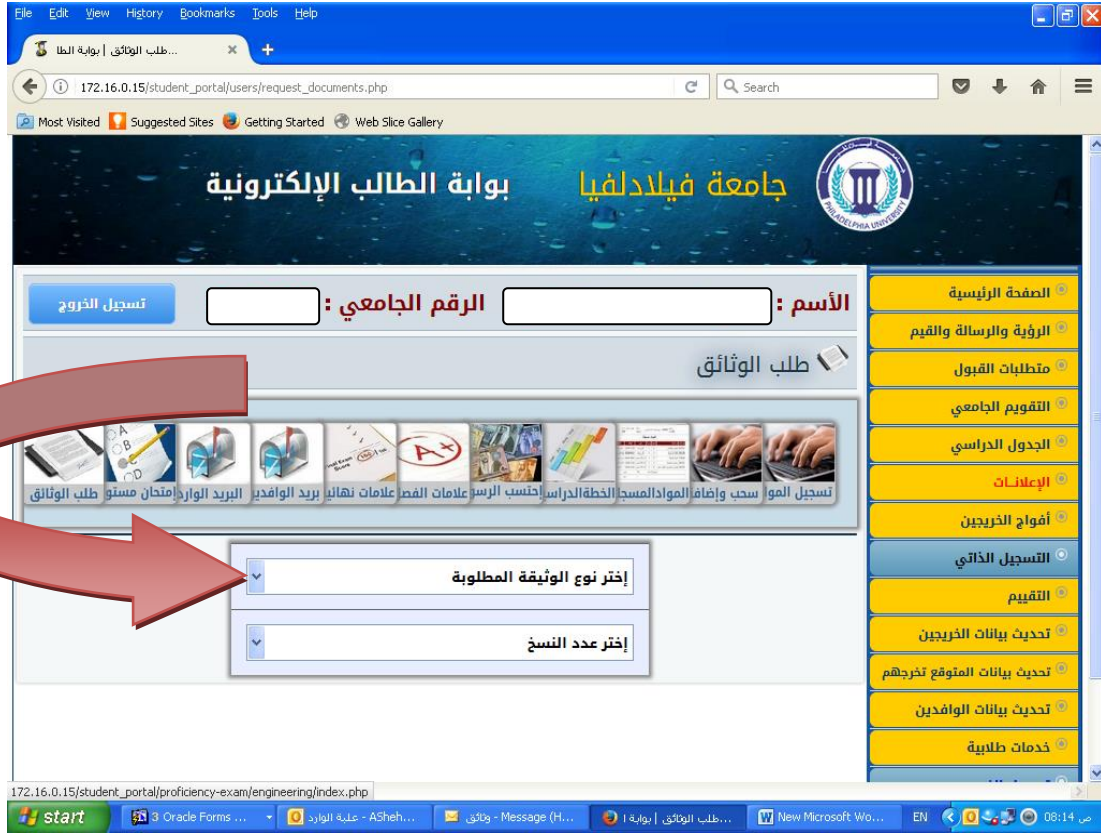 File Edit View History Bookmarks Tools Help
طلب الوثائق | بوابة الطا...
172.16.0.15/student_portal/users/request_documents.php
Search
Most Visited Suggested Sites Getting Started Web Slice Gallery
جامعة فيلادلفيا
بوابة الطالب الإلكترونية
PHILADELPHIA UNIVERSITY
الأسم :
الرقم الجامعي :
تسجيل الخروج
طلب الوثائق
تسجيل الموا
سحب وإضافا
الموادالمسجا
الخطةالدراسي
إحتسب الرسو
علامات الفصا
علامات نهائي
بريد الوافدين
البريد الوارد
إمتحان مستو
طلب الوثائق
إختر نوع الوثيقة المطلوبة
إختر عدد النسخ
الصفحة الرئيسية
الرؤية والرسالة والقيم
متطلبات القبول
التقويم الجامعي
الجدول الدراسي
الإعلانـات
أفواج الخريجين
التسجيل الذاتي
التقييم
تحديث بيانات الخريجين
تحديث بيانات المتوقع تخرجهم
تحديث بيانات الوافدين
خدمات طلابية
172.16.0.15/student_portal/proficiency-exam/engineering/index.php
start
3 Oracle Forms ...
علبة الوارد - ASheh...
وثائق - Message (H...
طلب الوثائق | بوابة ا...
New Microsoft Wo...
EN
08:14 ص